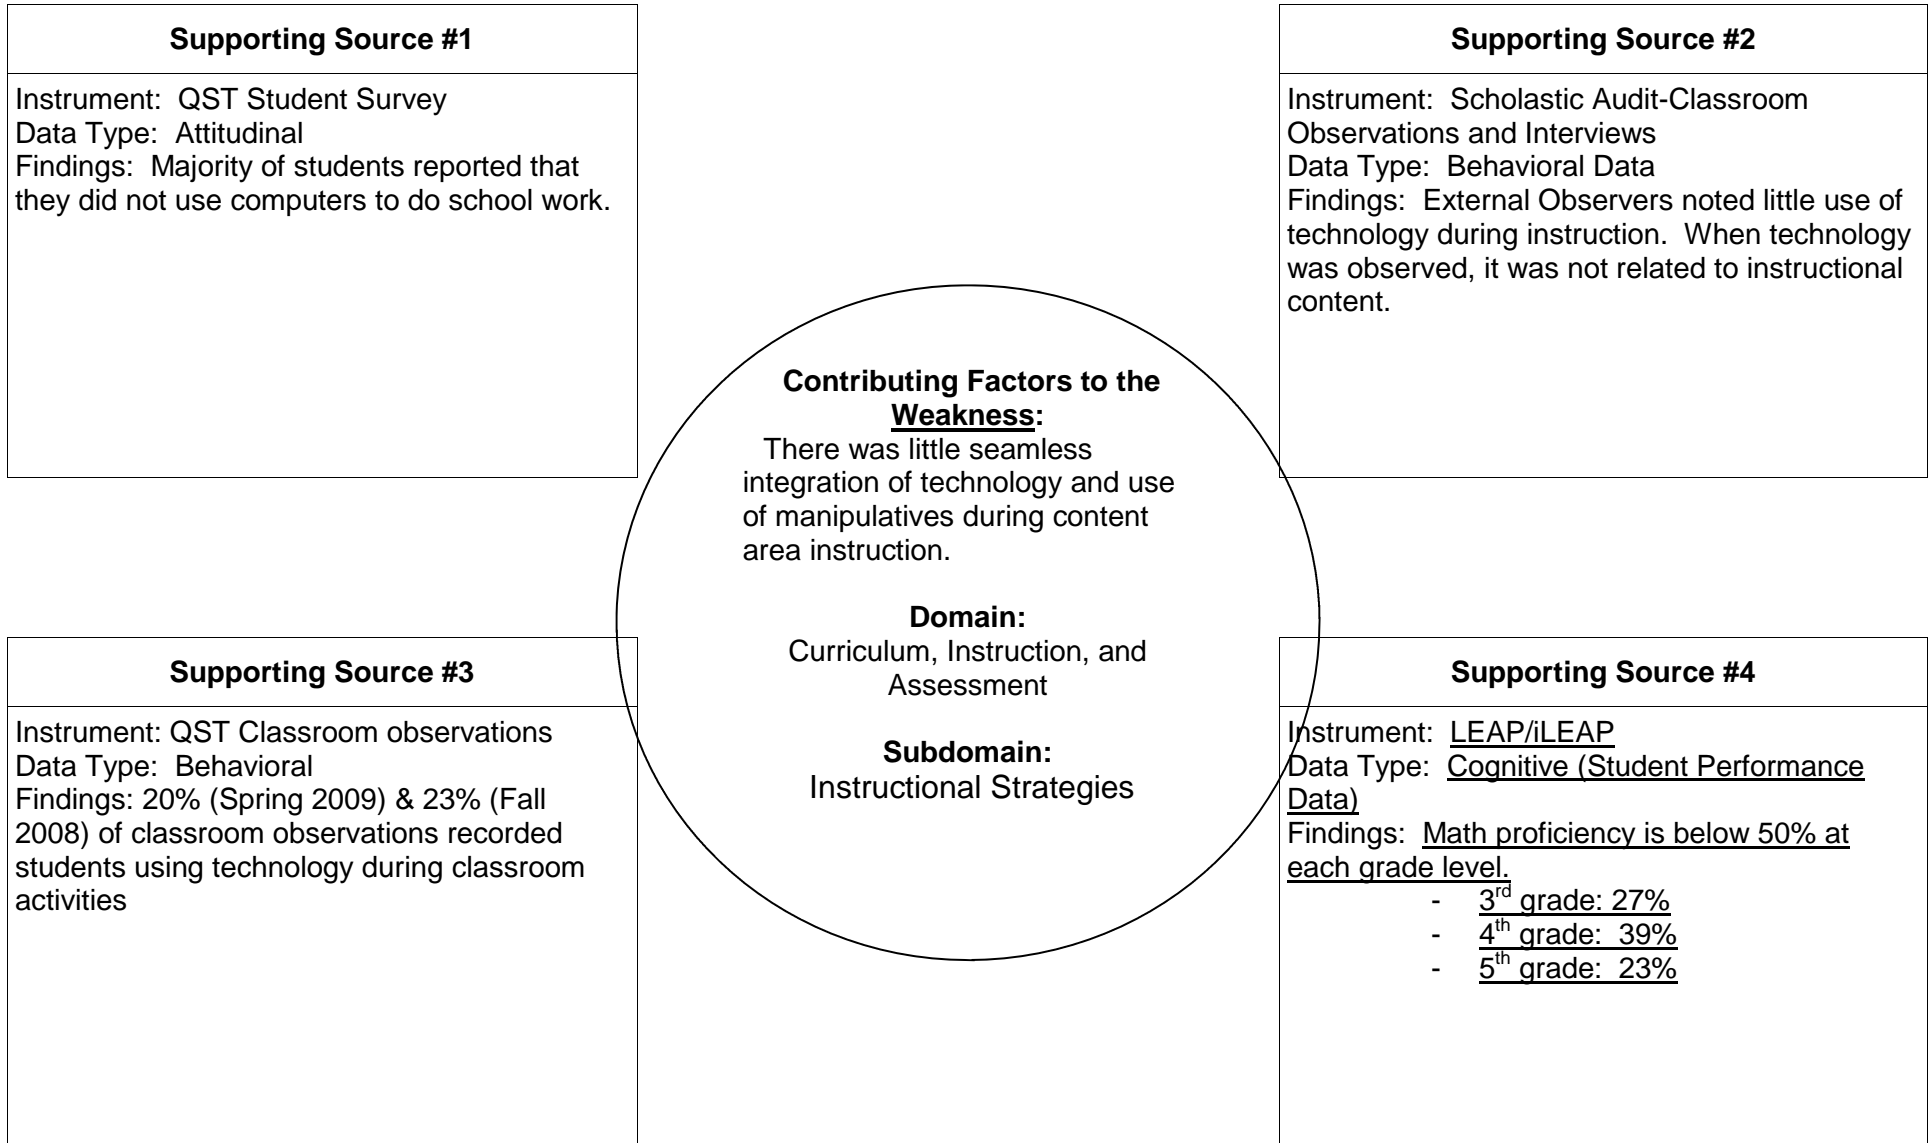 Supporting Source #1
Instrument: QST Student Survey
Data Type: Attitudinal
Findings: Majority of students reported that
they did not use computers to do school work.
Supporting Source #2
Instrument: Scholastic Audit-Classroom
Observations and Interviews
Data Type: Behavioral Data
Findings: External Observers noted little use of
technology during instruction. When technology
was observed, it was not related to instructional
content.
Contributing Factors to the
Weakness:
There was little seamless
integration of technology and use
of manipulatives during content
area instruction.
Domain:
Curriculum, Instruction, and
Assessment
Subdomain:
Instructional Strategies
Supporting Source #3
Instrument: QST Classroom observations
Data Type: Behavioral
Findings: 20% (Spring 2009) & 23% (Fall
2008) of classroom observations recorded
students using technology during classroom
activities
Supporting Source #4
Instrument: LEAP/iLEAP
Data Type: Cognitive (Student Performance
Data)
Findings: Math proficiency is below 50% at
each grade level.
- 3rd grade: 27%
- 4th grade: 39%
- 5th grade: 23%